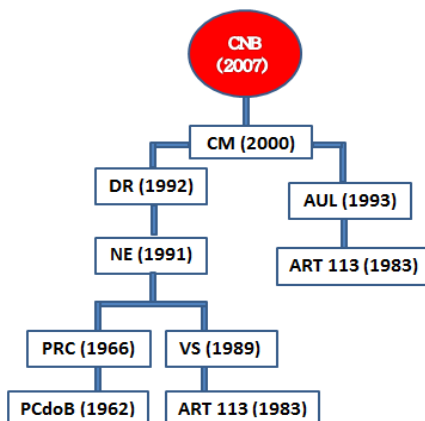 CNB
(2007)
CM (2000)
DR (1992)
AUL (1993)
NE (1991)
ART 113 (1983)
PRC (1966)
VS (1989)
PCdoB (1962)
ART 113 (1983)